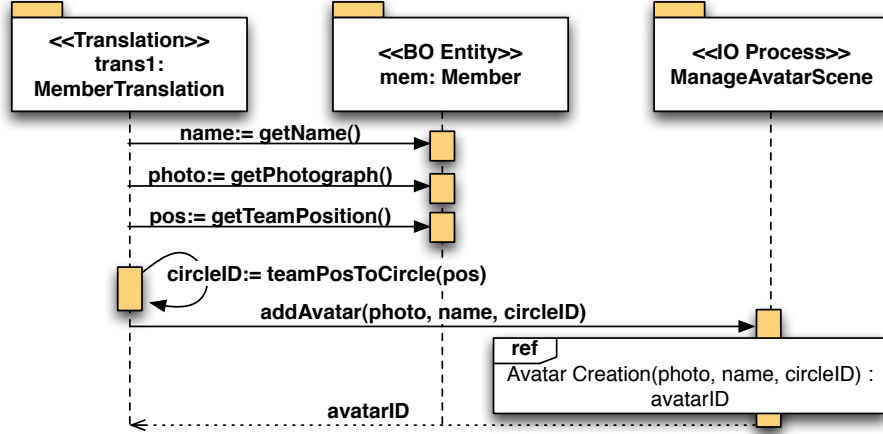 <<Translation>>
trans1:
MemberTranslation
<<BO Entity>>
mem: Member
<<IO Process>>
ManageAvatarScene
name:= getName()
photo:= getPhotograph()
pos:= getTeamPosition()
circleID:= teamPosToCircle(pos)
addAvatar(photo, name, circleID)
ref
Avatar Creation(photo, name, circleID) :
avatarID
avatarID